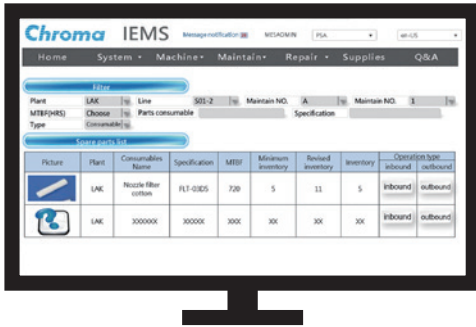 Chroma IEMS Message notification MESADMIN PSA en-US
Home System Machine Maintain Repair Supplies Q&A
Filter
Plant LAK Line S01-2 Maintain NO. A Maintain NO. 1
MTBF(HRS) Choose Parts consumable Specification
Type Consumable
Spare parts list
Picture Plant Consumables Name Specification MTBF Minimum inventory Revised inventory Inventory Operation type
inbound outbound
LAK Nozzle filter cotton FLT-03DS 720 5 11 5 inbound outbound
LAK XXXXXX XXXXX XXX XX XX XX inbound outbound